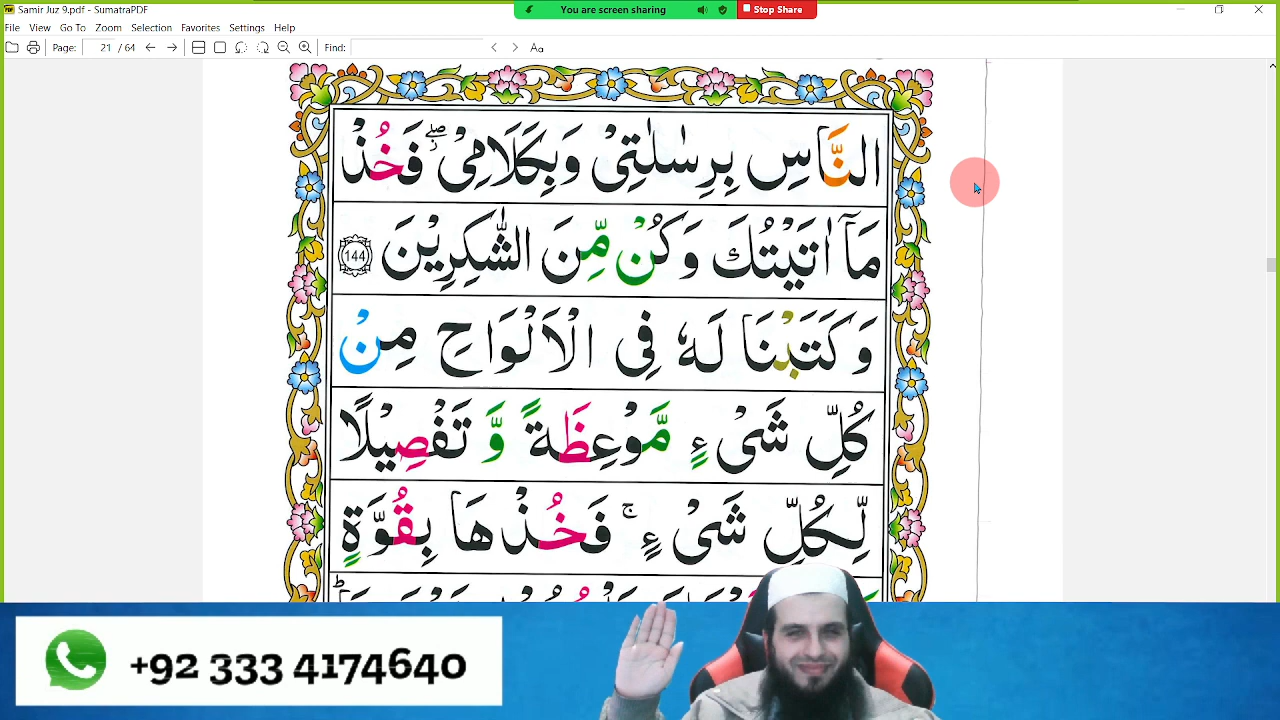 Samir Juz 9.pdf - SumatraPDF
You are screen sharing
Stop Share
File View Go To Zoom Selection Favorites Settings Help
Page: 21 / 64 Find: Aa
النَّاسِ بِرِسٰلٰتِىْ وَبِكَلَامِىْ ۖ فَخُذْ
مَآ اٰتَيْتُكَ وَكُنْ مِّنَ الشّٰكِرِيْنَ 144
وَكَتَبْنَا لَهٗ فِى الْاَلْوَاحِ مِنْ
كُلِّ شَىْءٍ مَّوْعِظَةً وَّ تَفْصِيْلًا
لِّكُلِّ شَىْءٍ ۚ فَخُذْهَا بِقُوَّةٍ
+92 333 4174640